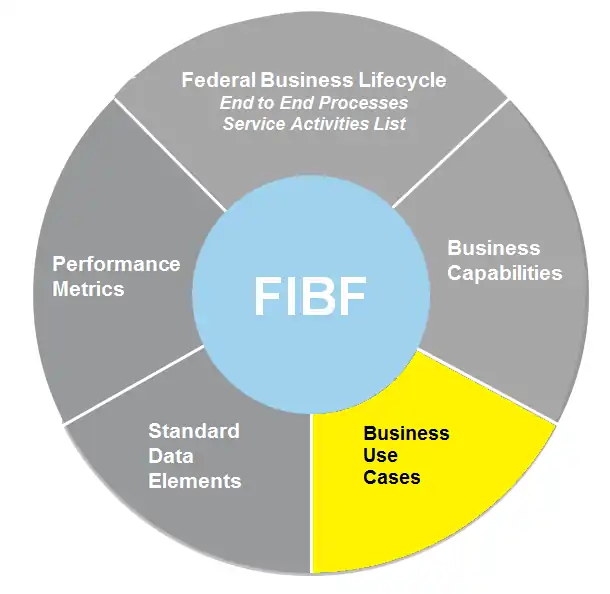 Federal Business Lifecycle
End to End Processes
Service Activities List
Business
Capabilities
Performance
Metrics
FIBF
Standard
Data
Elements
Business
Use
Cases